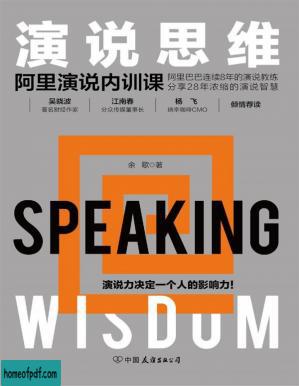 演说思维
阿里演说内训课
阿里巴巴连续8年的演说教练
分享28年浓缩的演说智慧
吴晓波
著名财经作家
江南春
分众传媒董事长
杨 飞
瑞幸咖啡CMO
倾情荐读
余 歌◎著
SPEAKING
演说力决定一个人的影响力!
WISDOM
中国友谊出版公司
homeofpdf.com